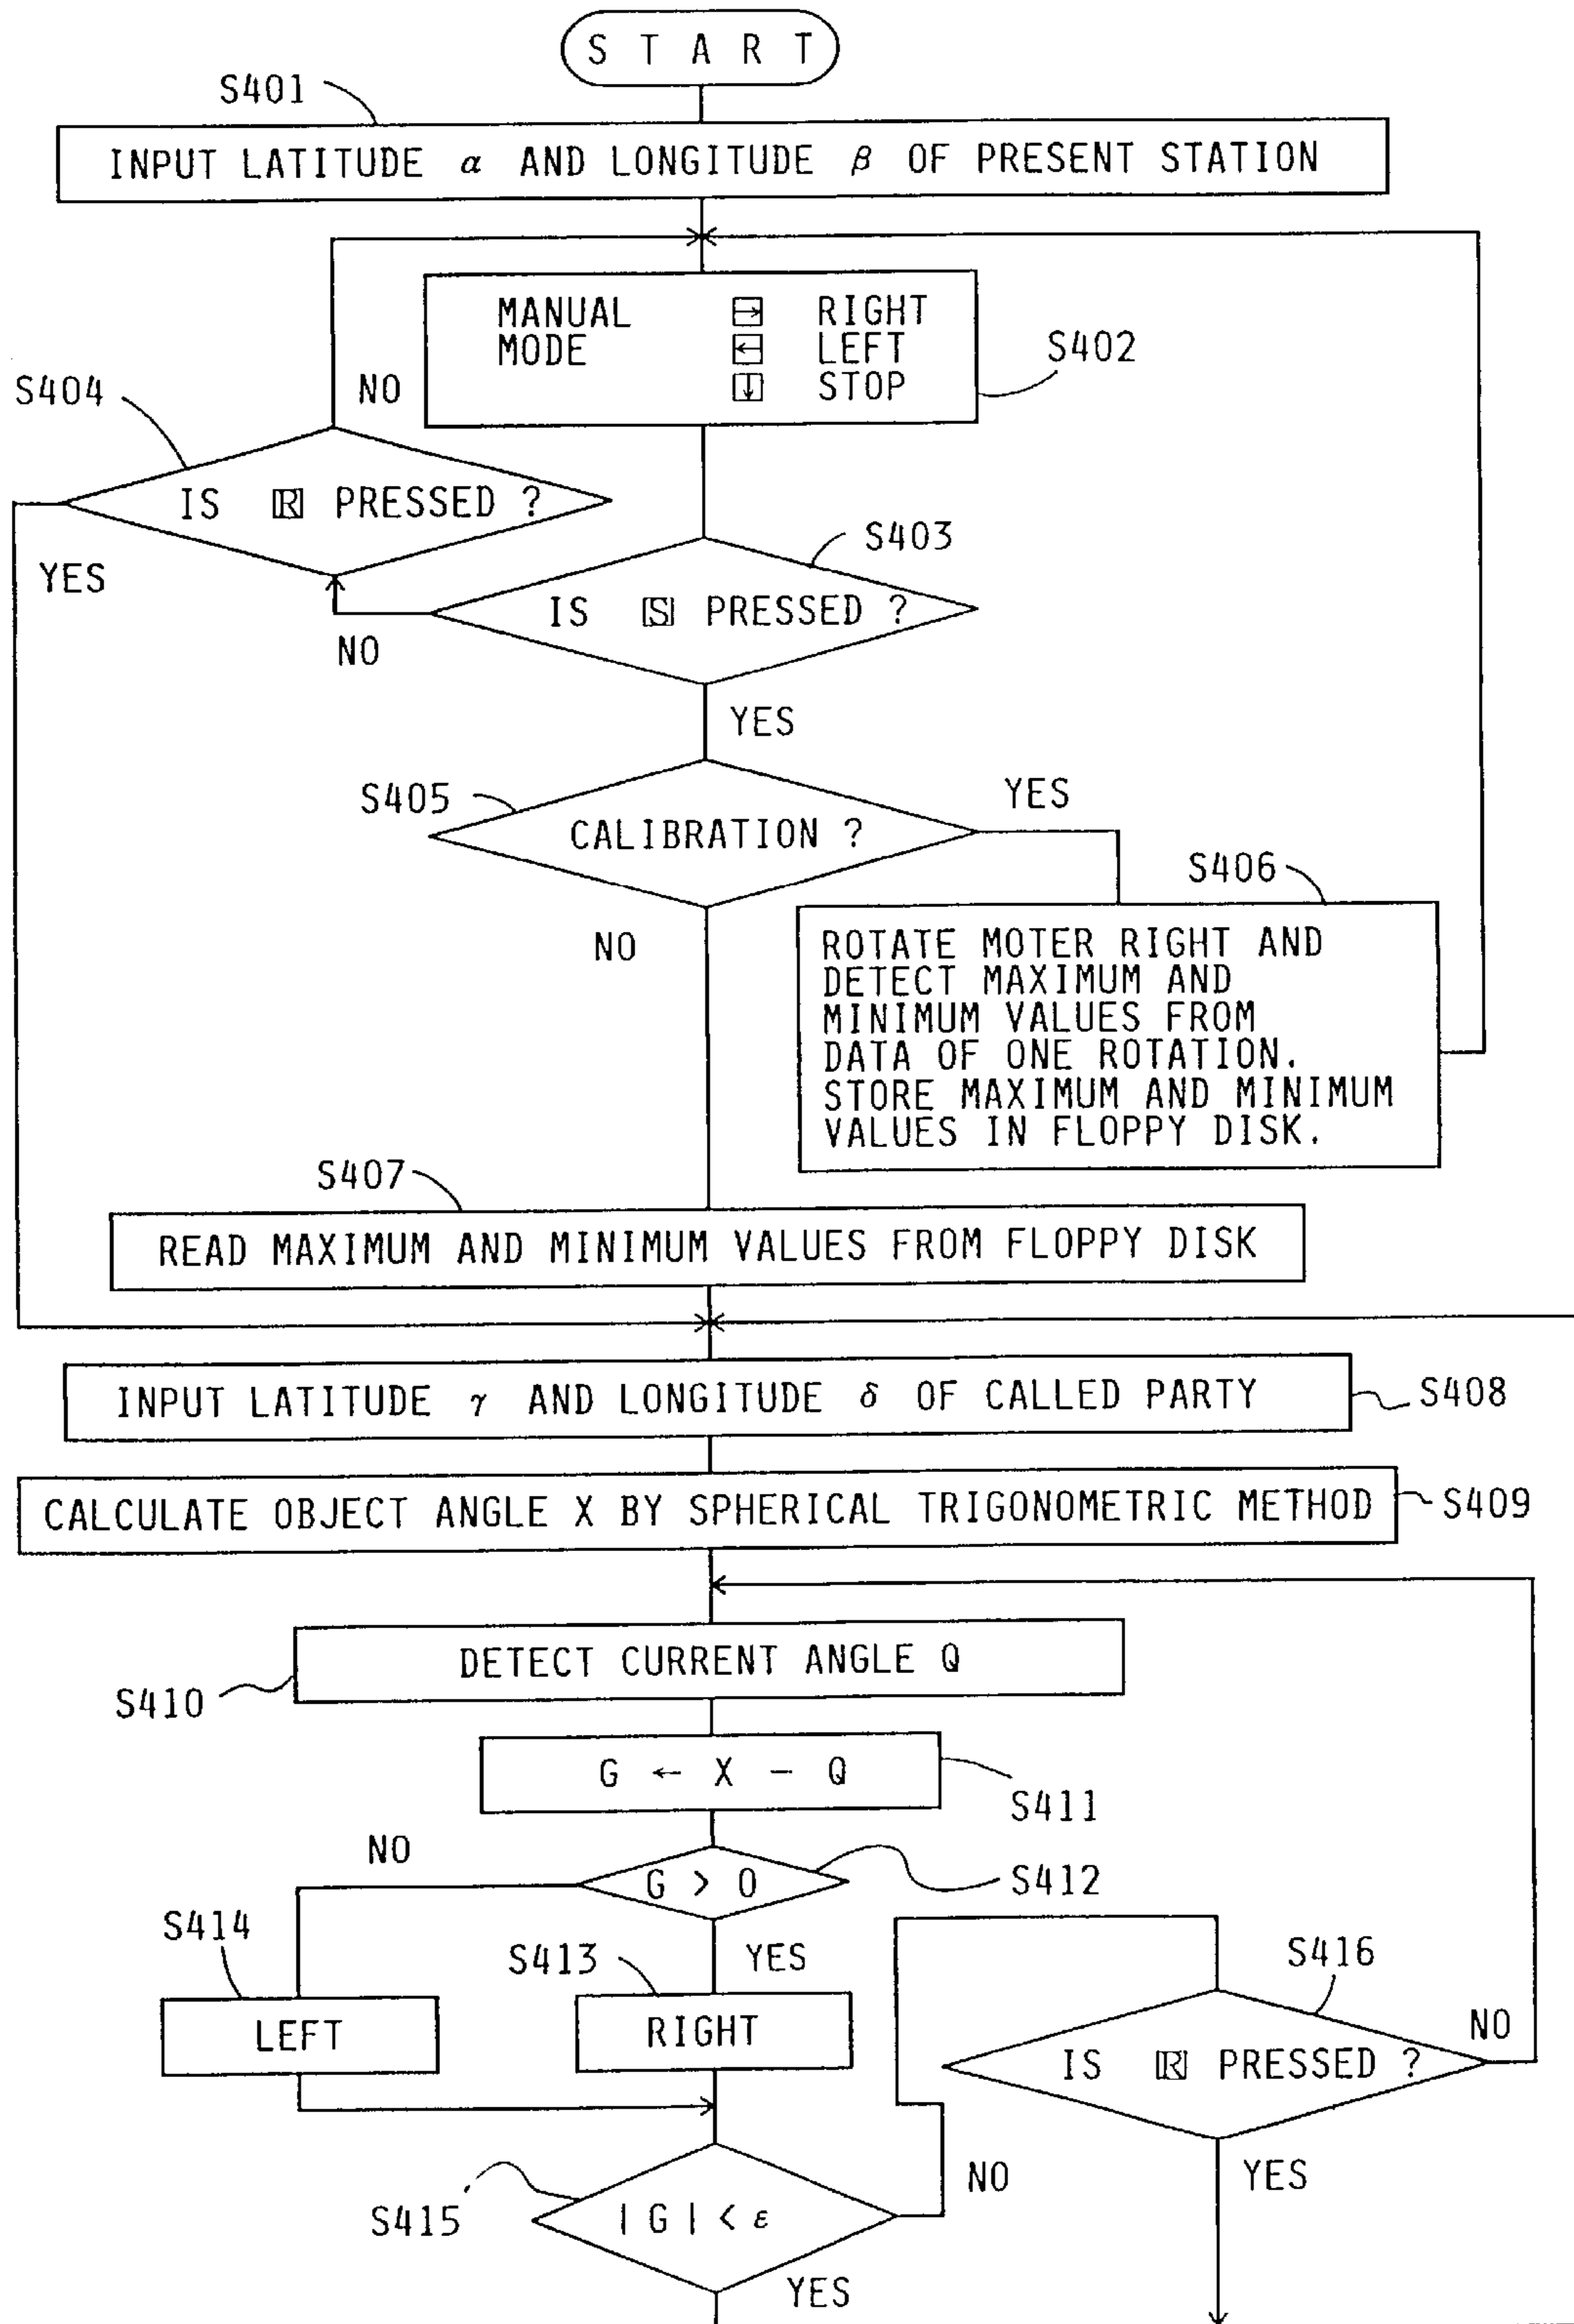 START
S401
INPUT LATITUDE α AND LONGITUDE β OF PRESENT STATION
MANUAL → RIGHT
MODE ← LEFT
↓ STOP
S402
S404
NO
IS R PRESSED ?
YES
S403
IS S PRESSED ?
NO
YES
S405
CALIBRATION ?
YES
NO
S406
ROTATE MOTER RIGHT AND
DETECT MAXIMUM AND
MINIMUM VALUES FROM
DATA OF ONE ROTATION.
STORE MAXIMUM AND MINIMUM
VALUES IN FLOPPY DISK.
S407
READ MAXIMUM AND MINIMUM VALUES FROM FLOPPY DISK
INPUT LATITUDE γ AND LONGITUDE δ OF CALLED PARTY
S408
CALCULATE OBJECT ANGLE X BY SPHERICAL TRIGONOMETRIC METHOD
S409
DETECT CURRENT ANGLE Q
S410
G ← X − Q
S411
NO
G > 0
S412
S414
S413
YES
S416
LEFT
RIGHT
NO
IS R PRESSED ?
NO
YES
S415
|G| < ε
YES